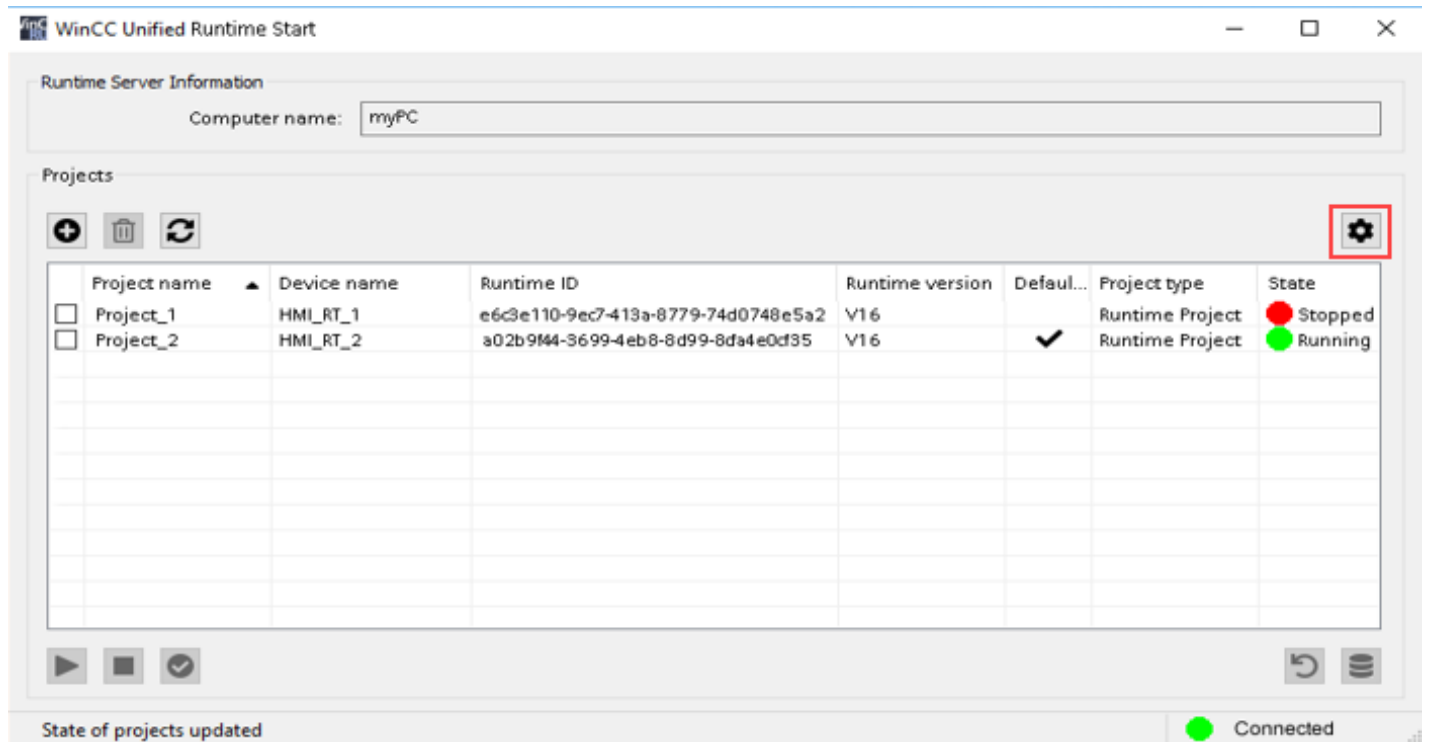 WinCC Unified Runtime Start
Runtime Server Information
Computer name: myPC
Projects
Project name Device name Runtime ID Runtime version Defaul... Project type State
Project_1 HMI_RT_1 e6c3e110-9ec7-413a-8779-74d0748e5a2 V16 Runtime Project Stopped
Project_2 HMI_RT_2 a02b9f44-3699-4eb8-8d99-8da4e0cf35 V16 Runtime Project Running
State of projects updated Connected